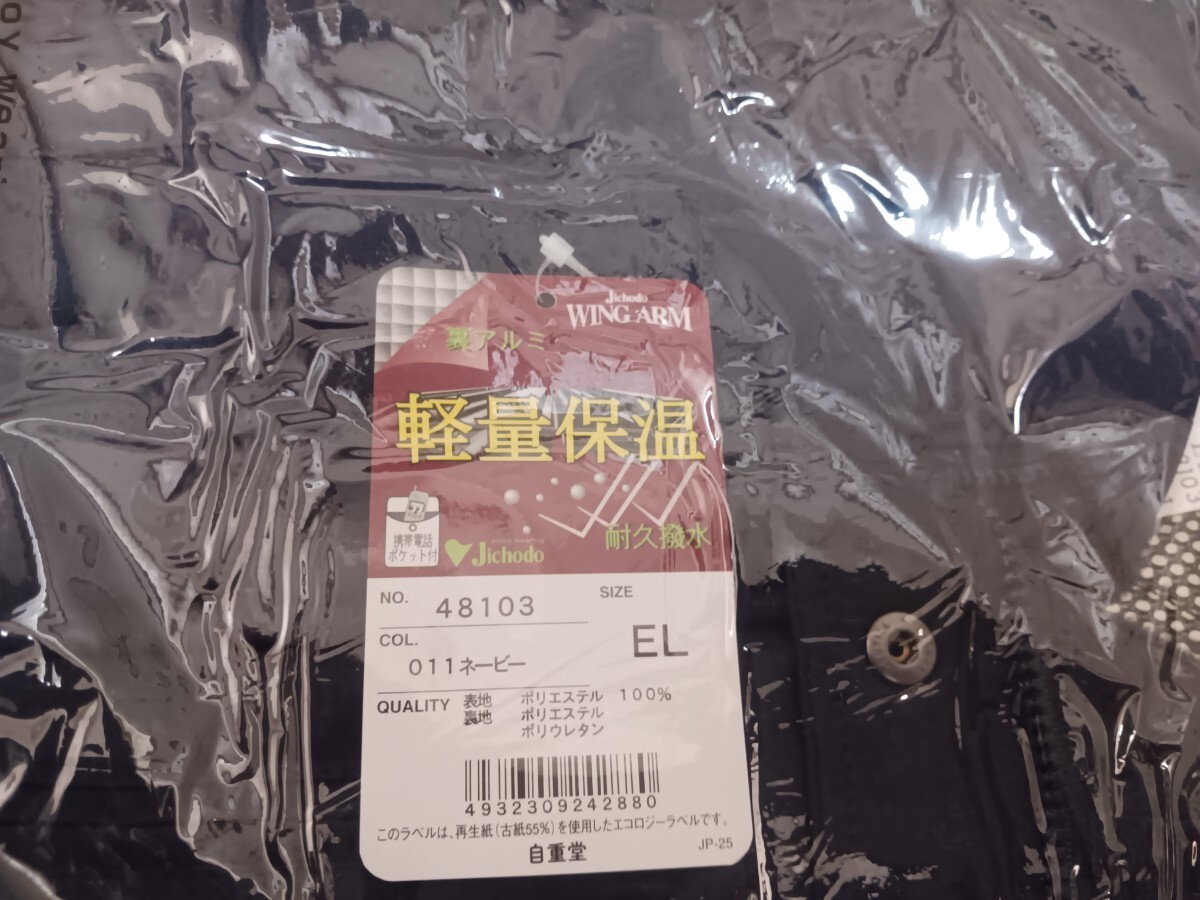 Jichodo
WING ARM
裏アルミ
軽量保温
耐久撥水
携帯電話
ポケット付
Jichodo
NO. 48103
SIZE
EL
COL.
011ネービー
QUALITY 表地 ポリエステル 100%
裏地 ポリエステル
ポリウレタン
4932309242880
このラベルは、再生紙(古紙55%)を使用したエコロジーラベルです。
自重堂
JP-25